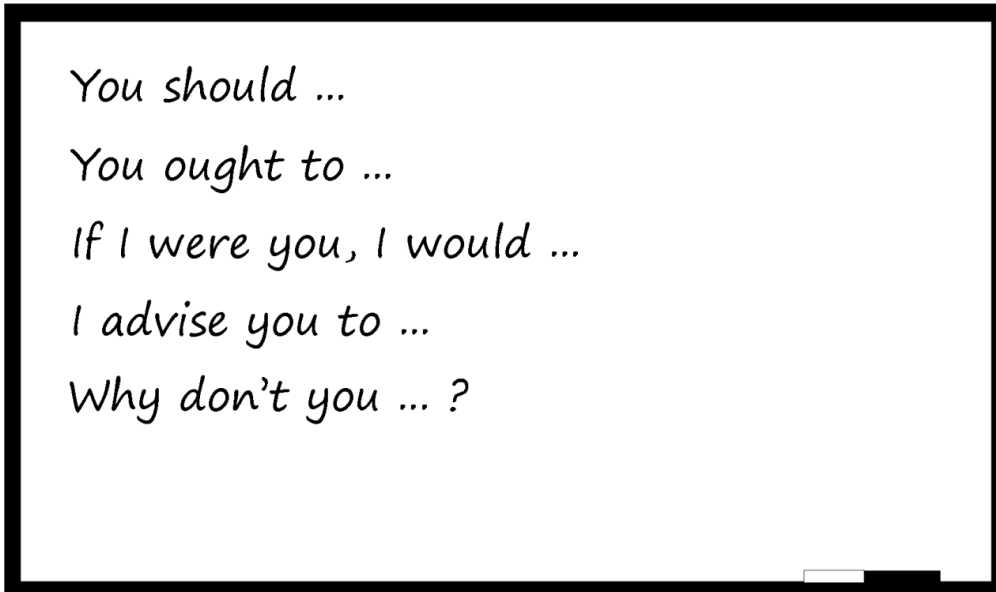 You should ...
You ought to ...
If I were you, I would ...
I advise you to ...
Why don't you ... ?